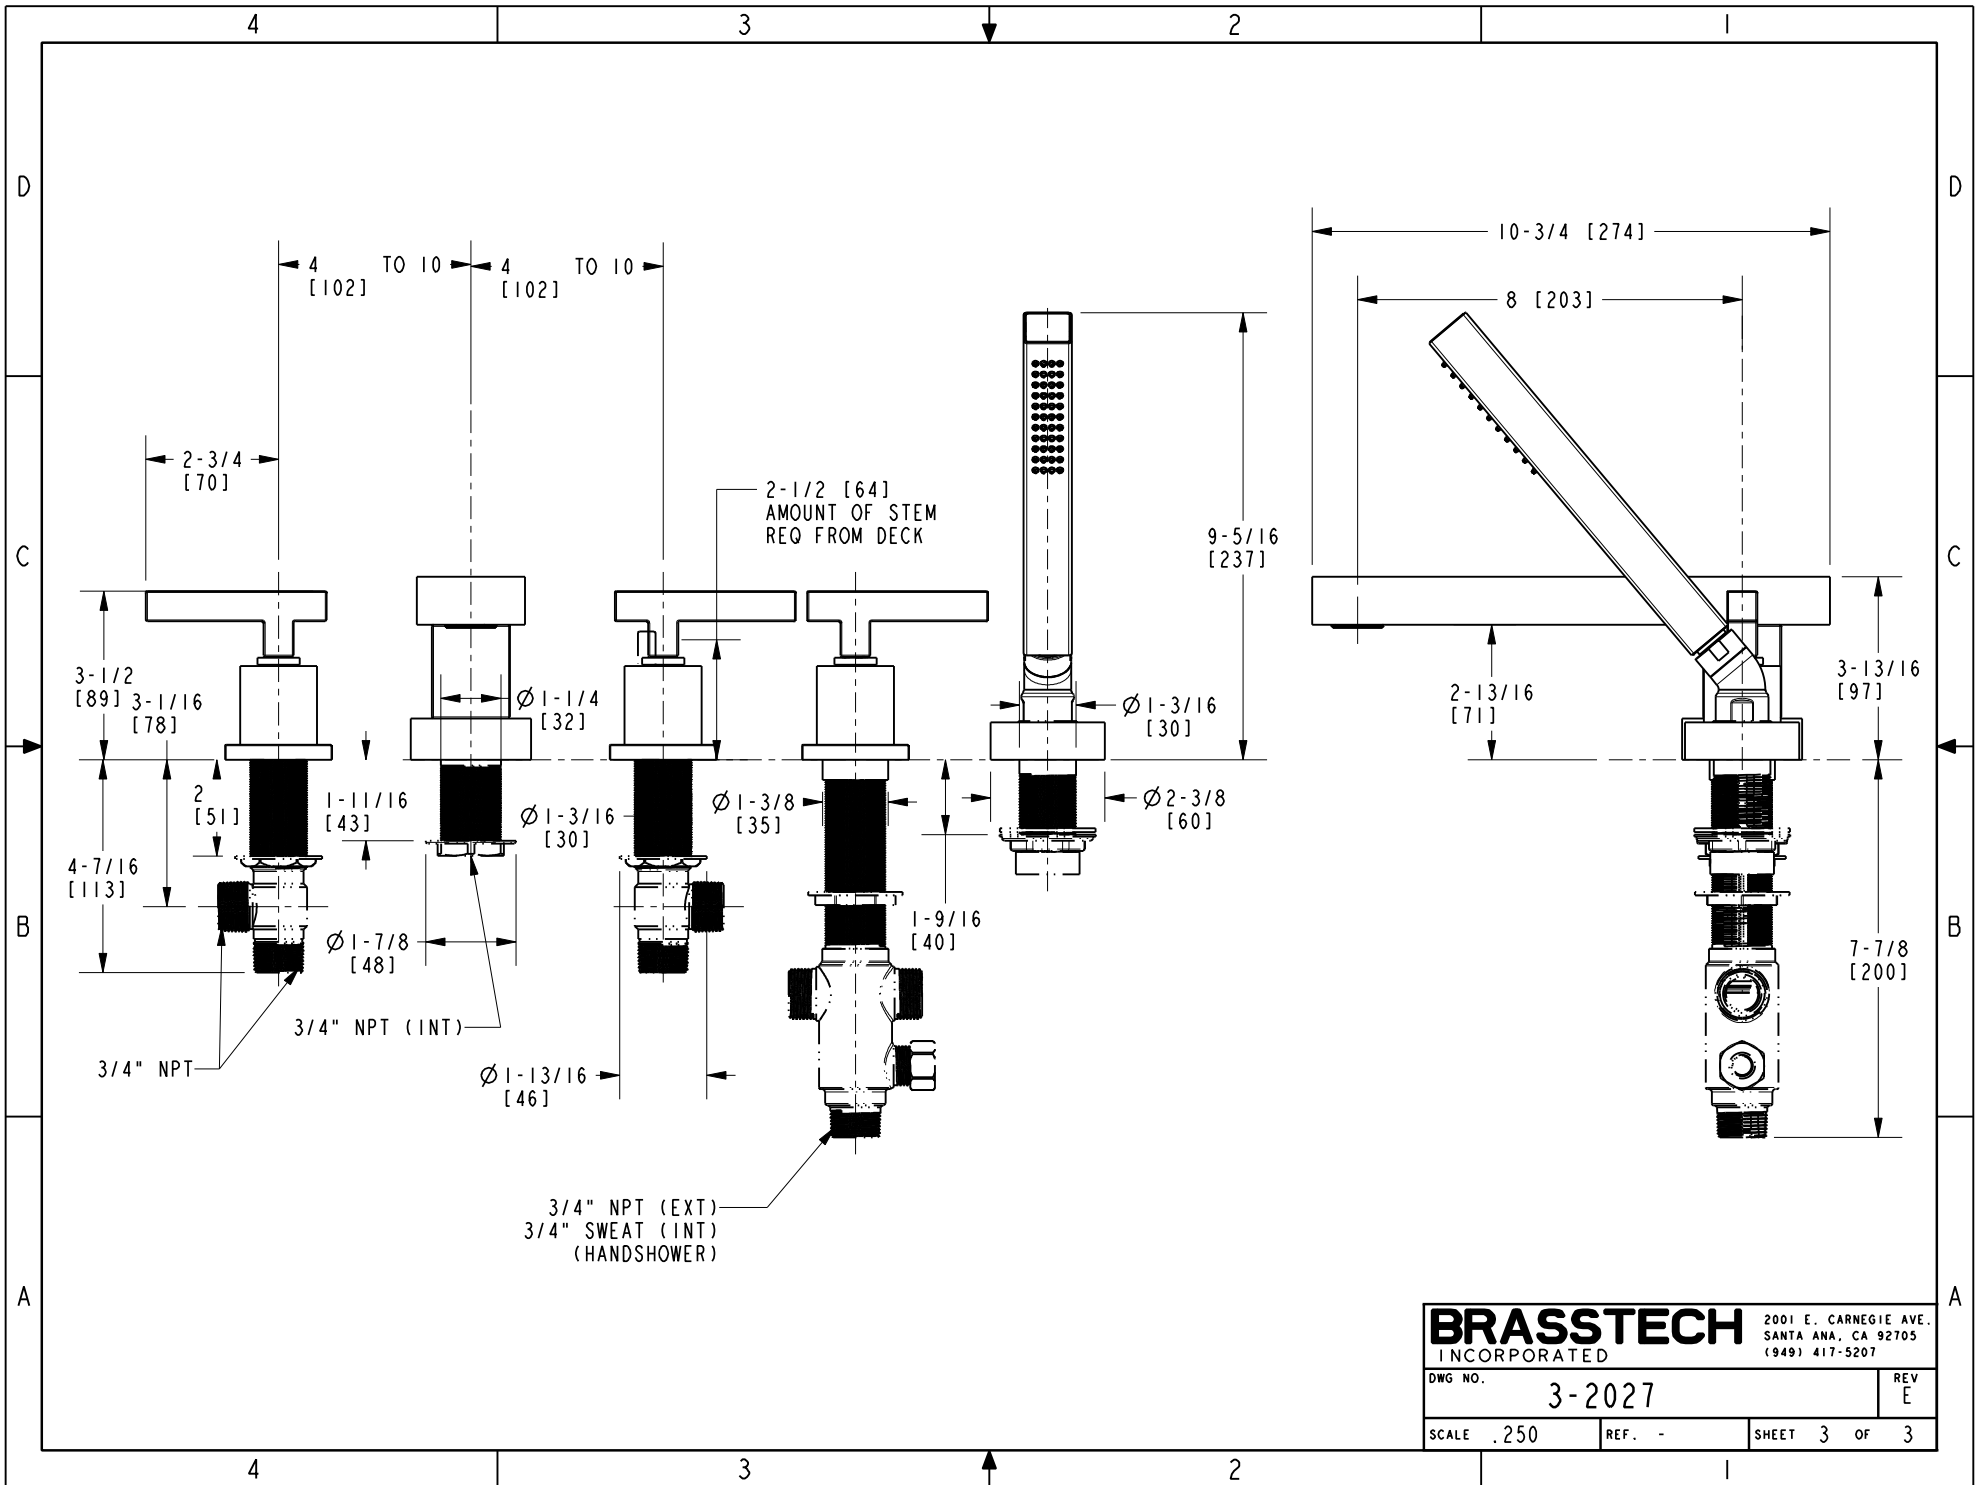 4 3 2 1
D D
10-3/4 [274]
4 TO 10 4 TO 10
[102] [102]
8 [203]
2-3/4
[70]
2-1/2 [64]
AMOUNT OF STEM
REQ FROM DECK
9-5/16
[237]
C C
3-1/2
[89]
3-1/16
[78]
Ø1-1/4
[32]
Ø1-3/16
[30]
2-13/16
[71]
3-13/16
[97]
2
[51]
1-11/16
[43]
Ø1-3/16
[30]
Ø1-3/8
[35]
Ø2-3/8
[60]
4-7/16
[113]
1-9/16
[40]
B B
Ø1-7/8
[48]
7-7/8
[200]
3/4" NPT (INT)
3/4" NPT
Ø1-13/16
[46]
3/4" NPT (EXT)
3/4" SWEAT (INT)
(HANDSHOWER)
A A
BRASSTECH
INCORPORATED
2001 E. CARNEGIE AVE.
SANTA ANA, CA 92705
(949) 417-5207
DWG NO.
3-2027
REV
E
SCALE .250 REF. - SHEET 3 OF 3
4 3 2 1